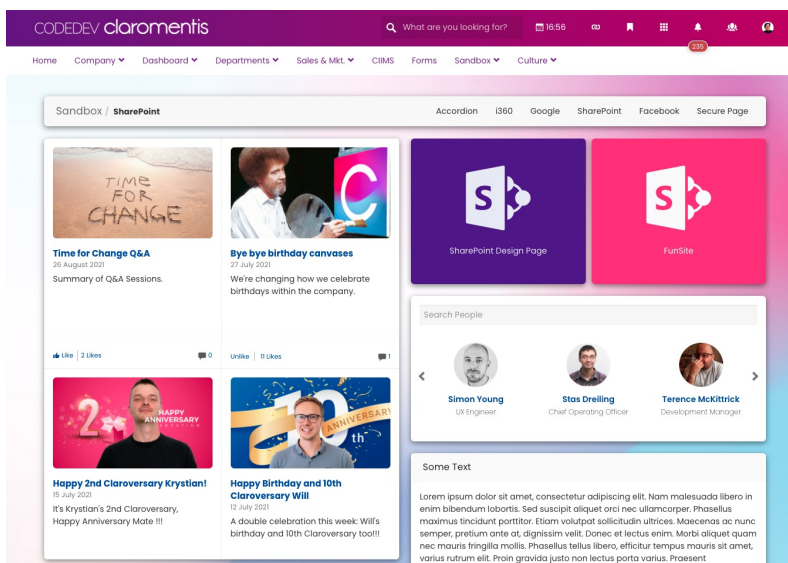 CODEDEV claromentis
What are you looking for?
16:56
235
Home Company Dashboard Departments Sales & Mkt. CIIMS Forms Sandbox Culture
Sandbox / SharePoint
Accordion i360 Google SharePoint Facebook Secure Page
TIME
FOR
CHANGE
Time for Change Q&A
26 August 2021
Summary of Q&A Sessions.
Like 2 Likes 0
C
Bye bye birthday canvases
27 July 2021
We're changing how we celebrate
birthdays within the company.
Unlike 11 Likes 1
2
HAPPY
ANNIVERSARY
Happy 2nd Claroversary Krystian!
15 July 2021
It's Krystian's 2nd Claroversary,
Happy Anniversary Mate !!!
10th
ANNIVERSARY
Happy Birthday and 10th
Claroversary Will
12 July 2021
A double celebration this week: Will's
birthday and 10th Claroversary too!!!
S
SharePoint Design Page
S
FunSite
Search People
Simon Young
UX Engineer
Stas Dreiling
Chief Operating Officer
Terence McKittrick
Development Manager
Some Text
Lorem ipsum dolor sit amet, consectetur adipiscing elit. Nam malesuada libero in
enim bibendum lobortis. Sed suscipit aliquet orci nec ullamcorper. Phasellus
maximus tincidunt porttitor. Etiam volutpat sollicitudin ultrices. Maecenas ac nunc
semper, pretium ante at, dignissim velit. Donec et lectus enim. Morbi aliquet quam
nec mauris fringilla mollis. Phasellus tellus libero, efficitur tempus mauris sit amet,
varius rutrum elit. Proin gravida justo non lectus porta varius. Praesent